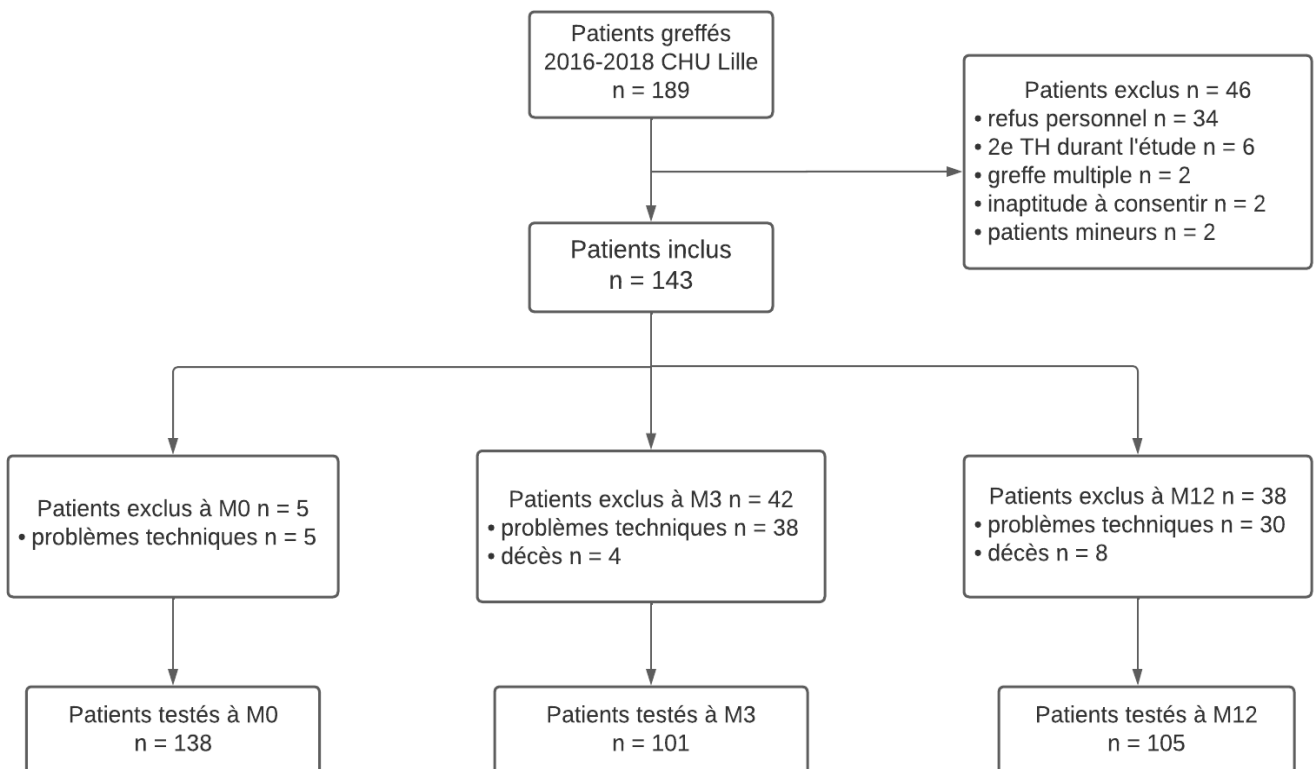 Patients greffés
2016-2018 CHU Lille
n = 189
Patients exclus n = 46
• refus personnel n = 34
• 2e TH durant l'étude n = 6
• greffe multiple n = 2
• inaptitude à consentir n = 2
• patients mineurs n = 2
Patients inclus
n = 143
Patients exclus à M0 n = 5
• problèmes techniques n = 5
Patients exclus à M3 n = 42
• problèmes techniques n = 38
• décès n = 4
Patients exclus à M12 n = 38
• problèmes techniques n = 30
• décès n = 8
Patients testés à M0
n = 138
Patients testés à M3
n = 101
Patients testés à M12
n = 105